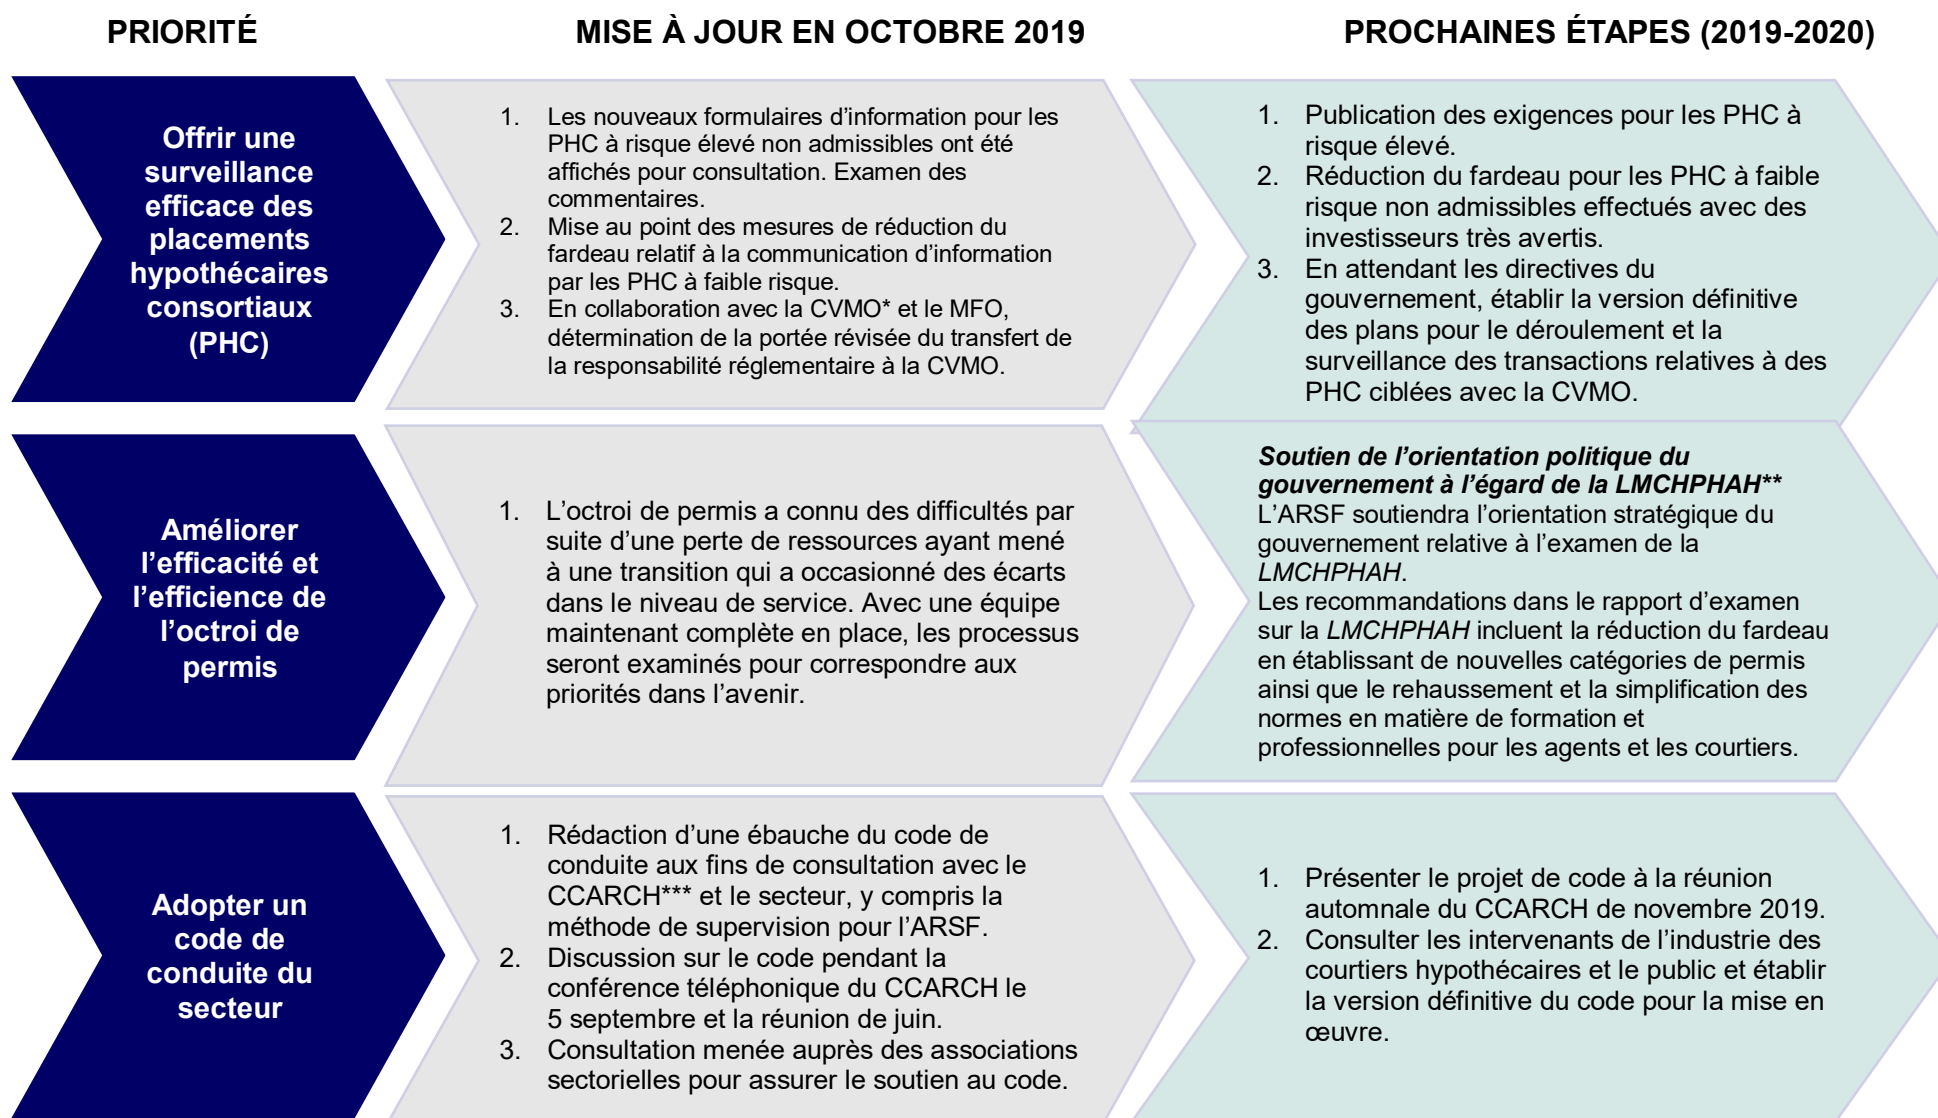 PRIORITÉ
MISE À JOUR EN OCTOBRE 2019
PROCHAINES ÉTAPES (2019-2020)
Offrir une
surveillance
efficace des
placements
hypothécaires
consortiaux
(PHC)
1. Les nouveaux formulaires d’information pour les
PHC à risque élevé non admissibles ont été
affichés pour consultation. Examen des
commentaires.
2. Mise au point des mesures de réduction du
fardeau relatif à la communication d’information
par les PHC à faible risque.
3. En collaboration avec la CVMO* et le MFO,
détermination de la portée révisée du transfert de
la responsabilité réglementaire à la CVMO.
1. Publication des exigences pour les PHC à
risque élevé.
2. Réduction du fardeau pour les PHC à faible
risque non admissibles effectués avec des
investisseurs très avertis.
3. En attendant les directives du
gouvernement, établir la version définitive
des plans pour le déroulement et la
surveillance des transactions relatives à des
PHC ciblées avec la CVMO.
Améliorer
l’efficacité et
l’efficience de
l’octroi de
permis
1. L’octroi de permis a connu des difficultés par
suite d’une perte de ressources ayant mené
à une transition qui a occasionné des écarts
dans le niveau de service. Avec une équipe
maintenant complète en place, les processus
seront examinés pour correspondre aux
priorités dans l’avenir.
Soutien de l’orientation politique du
gouvernement à l’égard de la LMCHPHAH**
L’ARSF soutiendra l’orientation stratégique du
gouvernement relative à l’examen de la
LMCHPHAH.
Les recommandations dans le rapport d’examen
sur la LMCHPHAH incluent la réduction du fardeau
en établissant de nouvelles catégories de permis
ainsi que le rehaussement et la simplification des
normes en matière de formation et
professionnelles pour les agents et les courtiers.
Adopter un
code de
conduite du
secteur
1. Rédaction d’une ébauche du code de
conduite aux fins de consultation avec le
CCARCH*** et le secteur, y compris la
méthode de supervision pour l’ARSF.
2. Discussion sur le code pendant la
conférence téléphonique du CCARCH le
5 septembre et la réunion de juin.
3. Consultation menée auprès des associations
sectorielles pour assurer le soutien au code.
1. Présenter le projet de code à la réunion
automnale du CCARCH de novembre 2019.
2. Consulter les intervenants de l’industrie des
courtiers hypothécaires et le public et établir
la version définitive du code pour la mise en
œuvre.